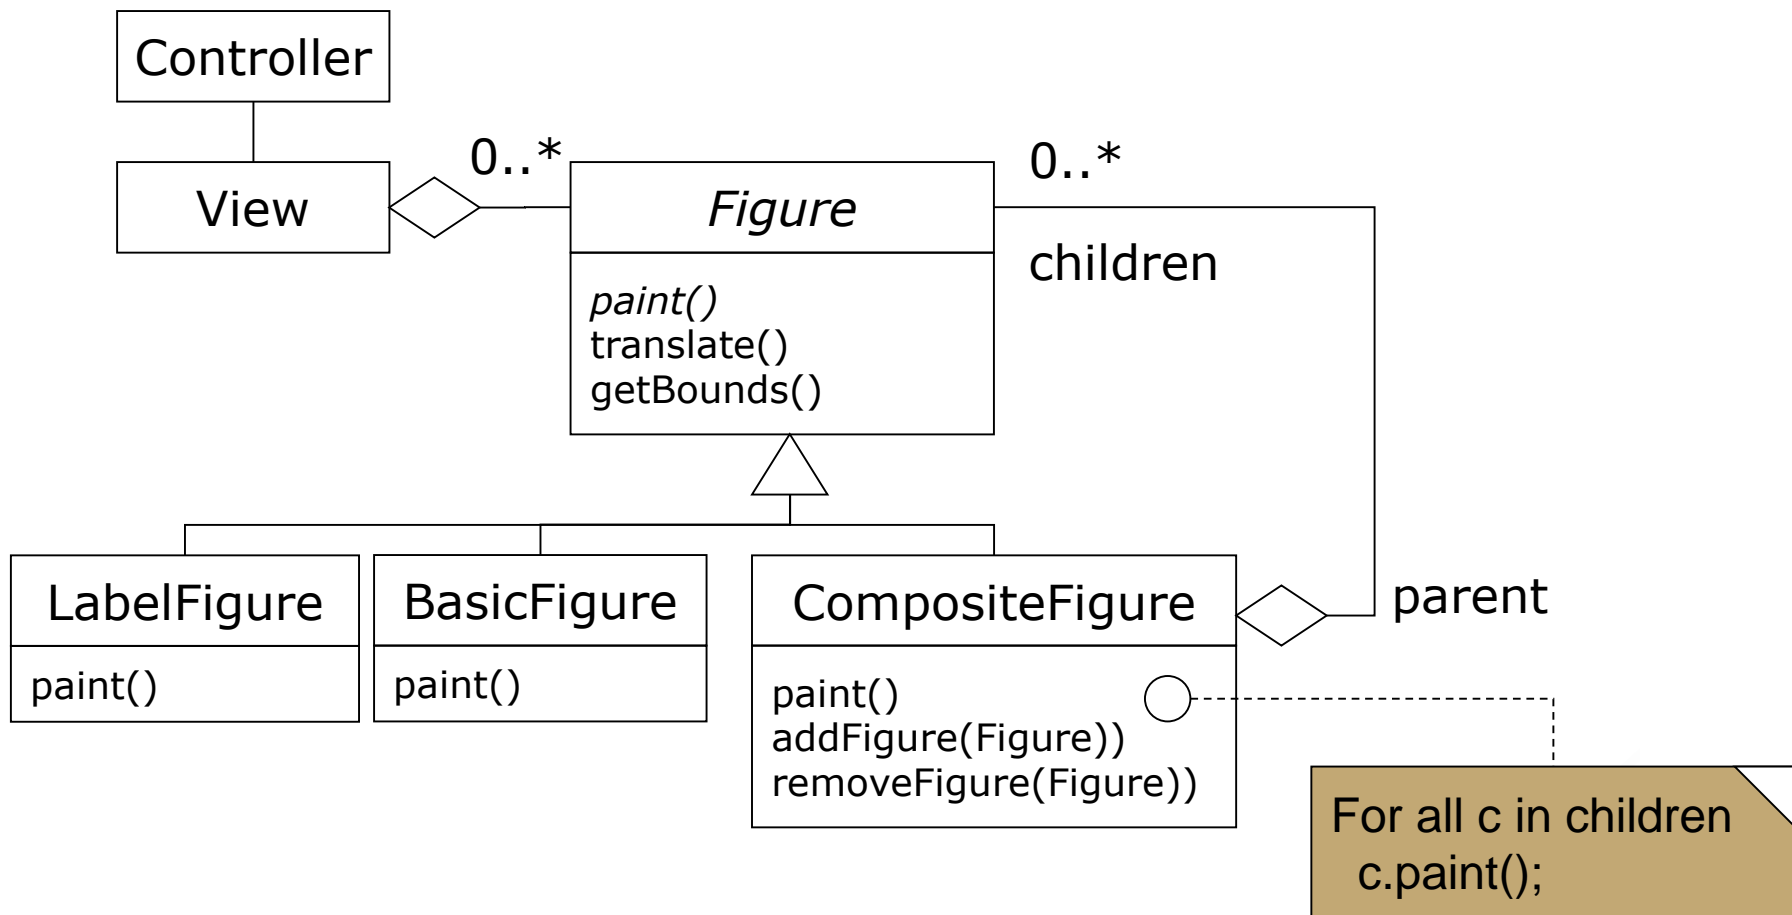 Controller
View
0..*
Figure
paint()
translate()
getBounds()
0..*
children
parent
LabelFigure
paint()
BasicFigure
paint()
CompositeFigure
paint()
addFigure(Figure))
removeFigure(Figure))
For all c in children
c.paint();